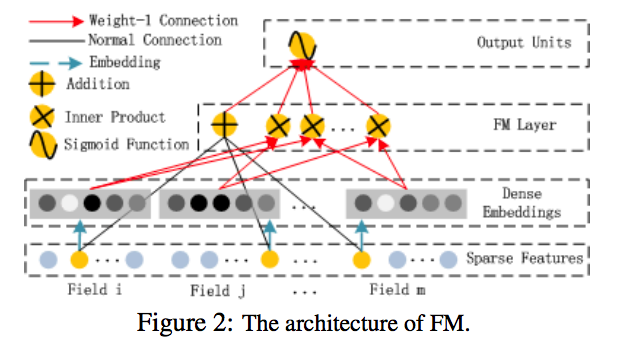 Weight-1 Connection
Normal Connection
Embedding
Addition
Inner Product
Sigmoid Function
Output Units
FM Layer
...
Dense
Embeddings
...
Sparse Features
... ... ... ...
Field i Field j ... Field m
Figure 2: The architecture of FM.